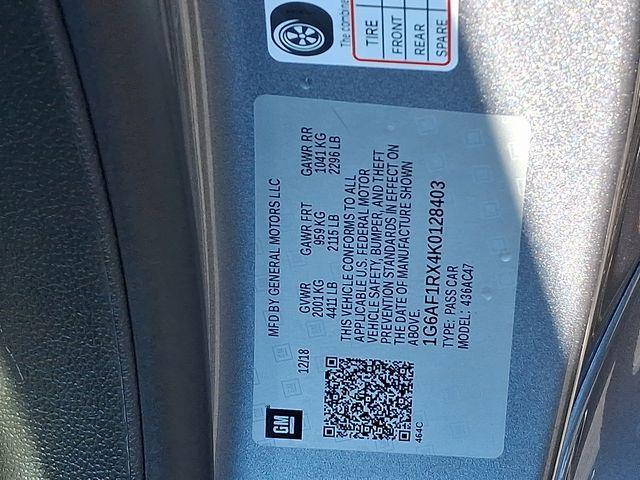 The combine
TIRE
FRONT
REAR
SPARE
GM
MFD BY GENERAL MOTORS LLC
12/18
GVWR GAWR FRT GAWR RR
2001 KG 959 KG 1041 KG
4411 LB 2115 LB 2296 LB
THIS VEHICLE CONFORMS TO ALL
APPLICABLE U.S. FEDERAL MOTOR
VEHICLE SAFETY, BUMPER, AND THEFT
PREVENTION STANDARDS IN EFFECT ON
THE DATE OF MANUFACTURE SHOWN
ABOVE.
1G6AF1RX4K0128403
TYPE: PASS CAR
MODEL: 436AC47
464C